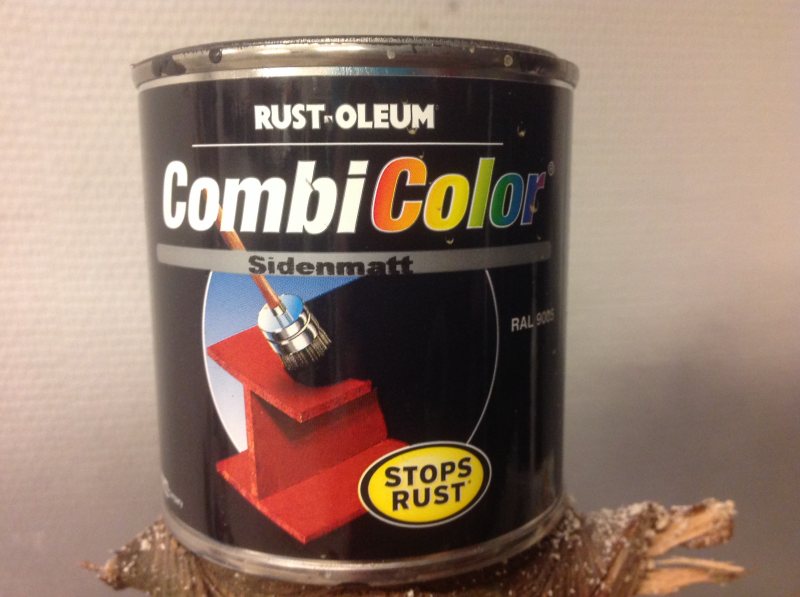 RUST-OLEUM
CombiColor®
Sidenmatt
RAL 9005
STOPS
RUST